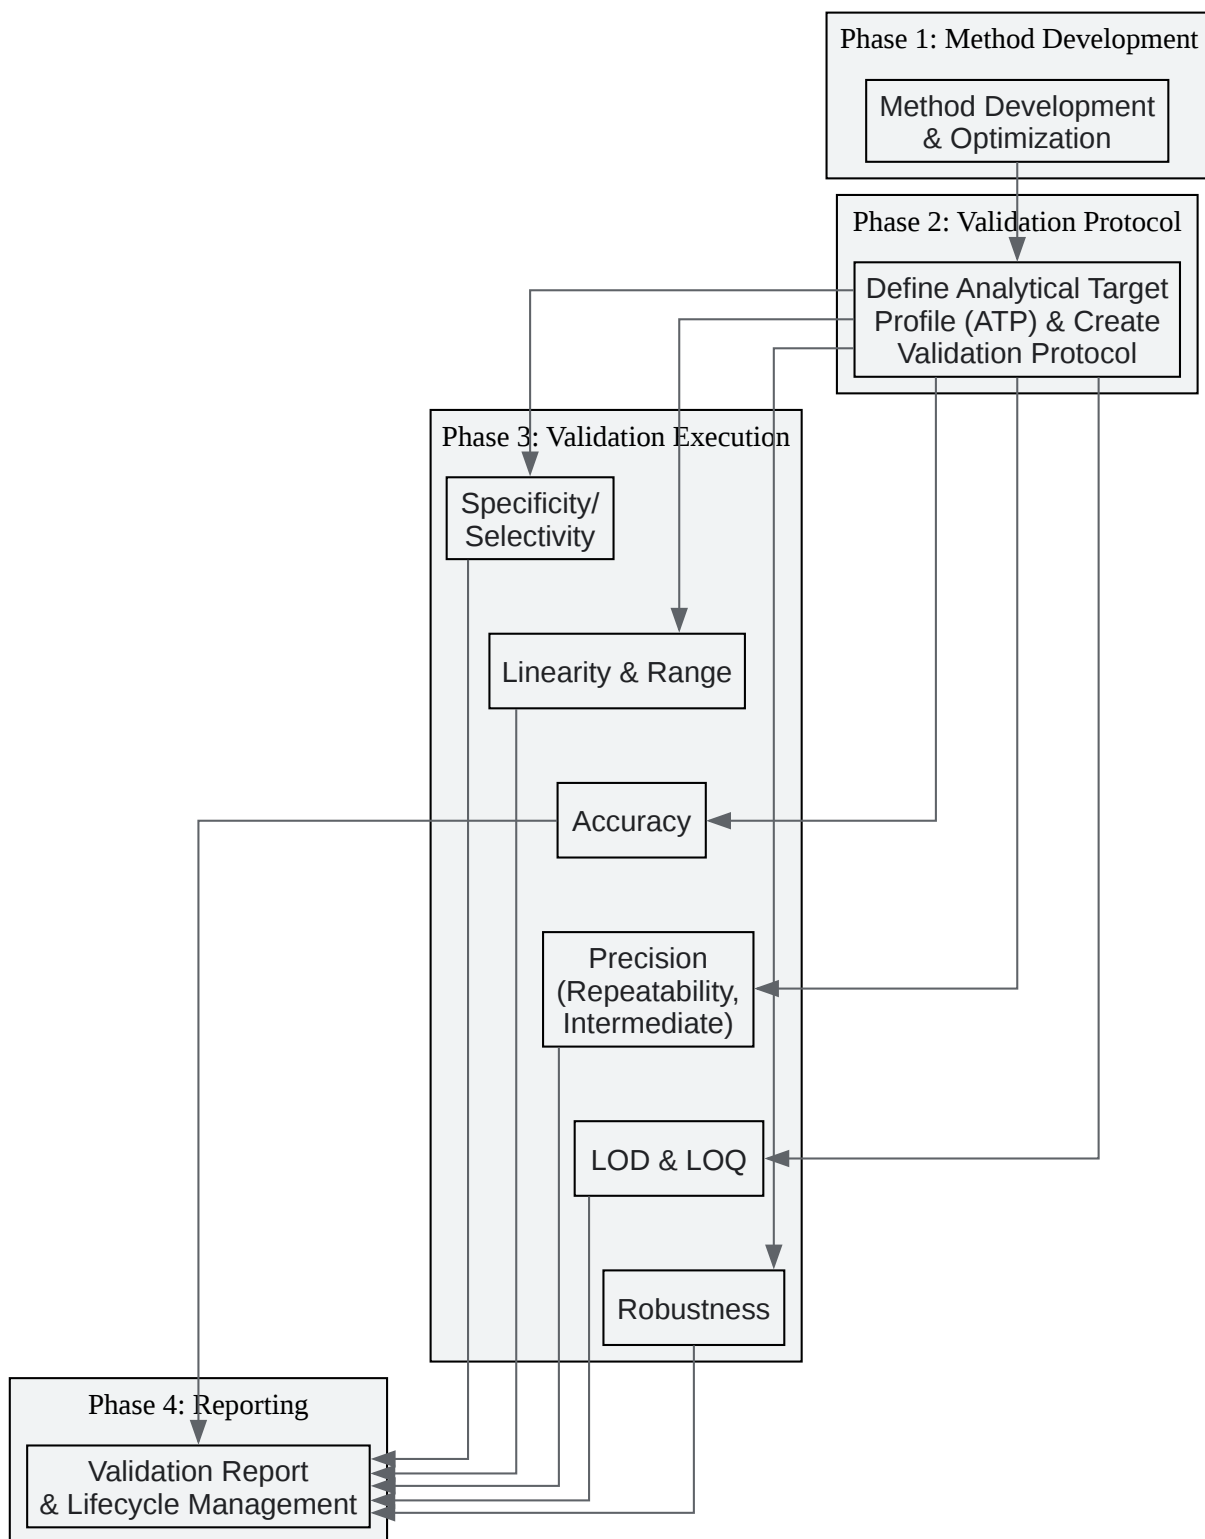 Phase 1: Method Development
Method Development
& Optimization
Phase 2: Validation Protocol
Define Analytical Target
Profile (ATP) & Create
Validation Protocol
Phase 3: Validation Execution
Specificity/
Selectivity
Linearity & Range
Accuracy
Precision
(Repeatability,
Intermediate)
LOD & LOQ
Robustness
Phase 4: Reporting
Validation Report
& Lifecycle Management